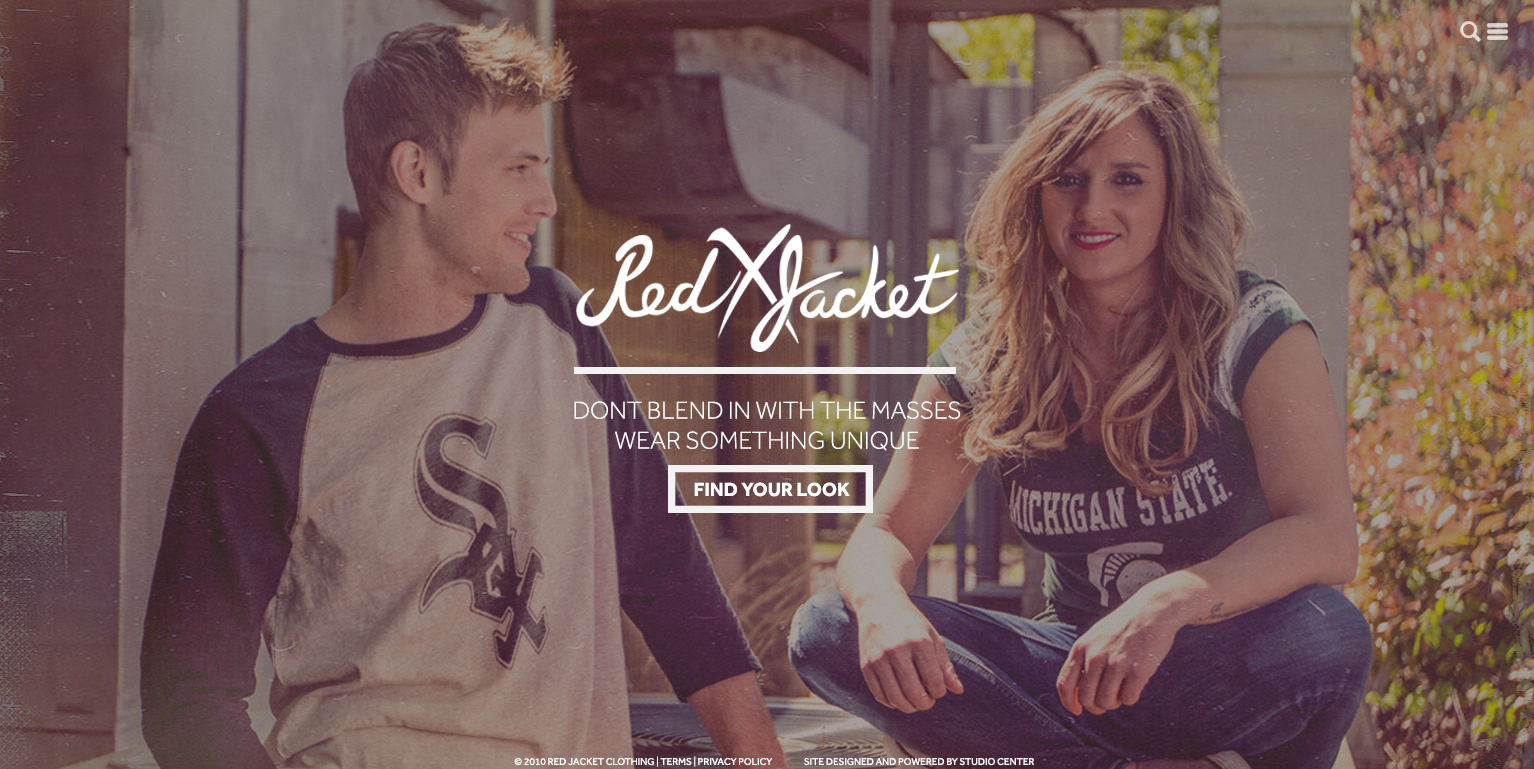 Red Jacket
DONT BLEND IN WITH THE MASSES
WEAR SOMETHING UNIQUE
FIND YOUR LOOK
Sox
MICHIGAN STATE.
© 2010 RED JACKET CLOTHING | TERMS | PRIVACY POLICY
SITE DESIGNED AND POWERED BY STUDIO CENTER